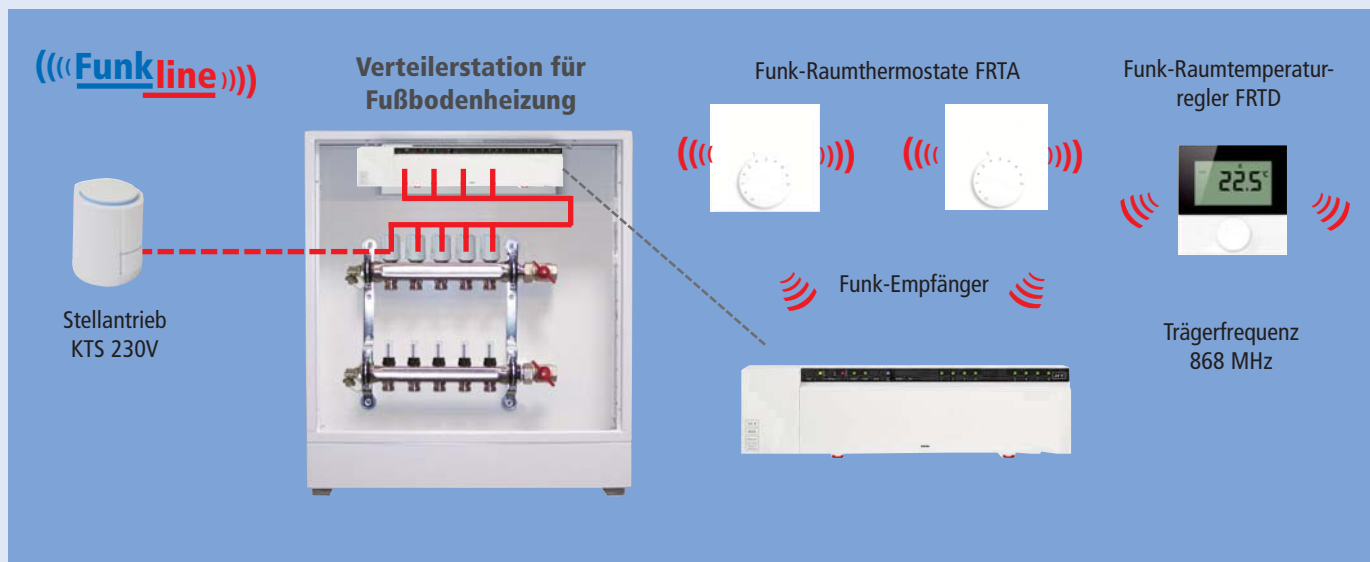 Funkline
Verteilerstation für
Fußbodenheizung
Funk-Raumthermostate FRTA
Funk-Raumtemperatur-
regler FRTD
22.5°C
Stellantrieb
KTS 230V
Funk-Empfänger
Trägerfrequenz
868 MHz